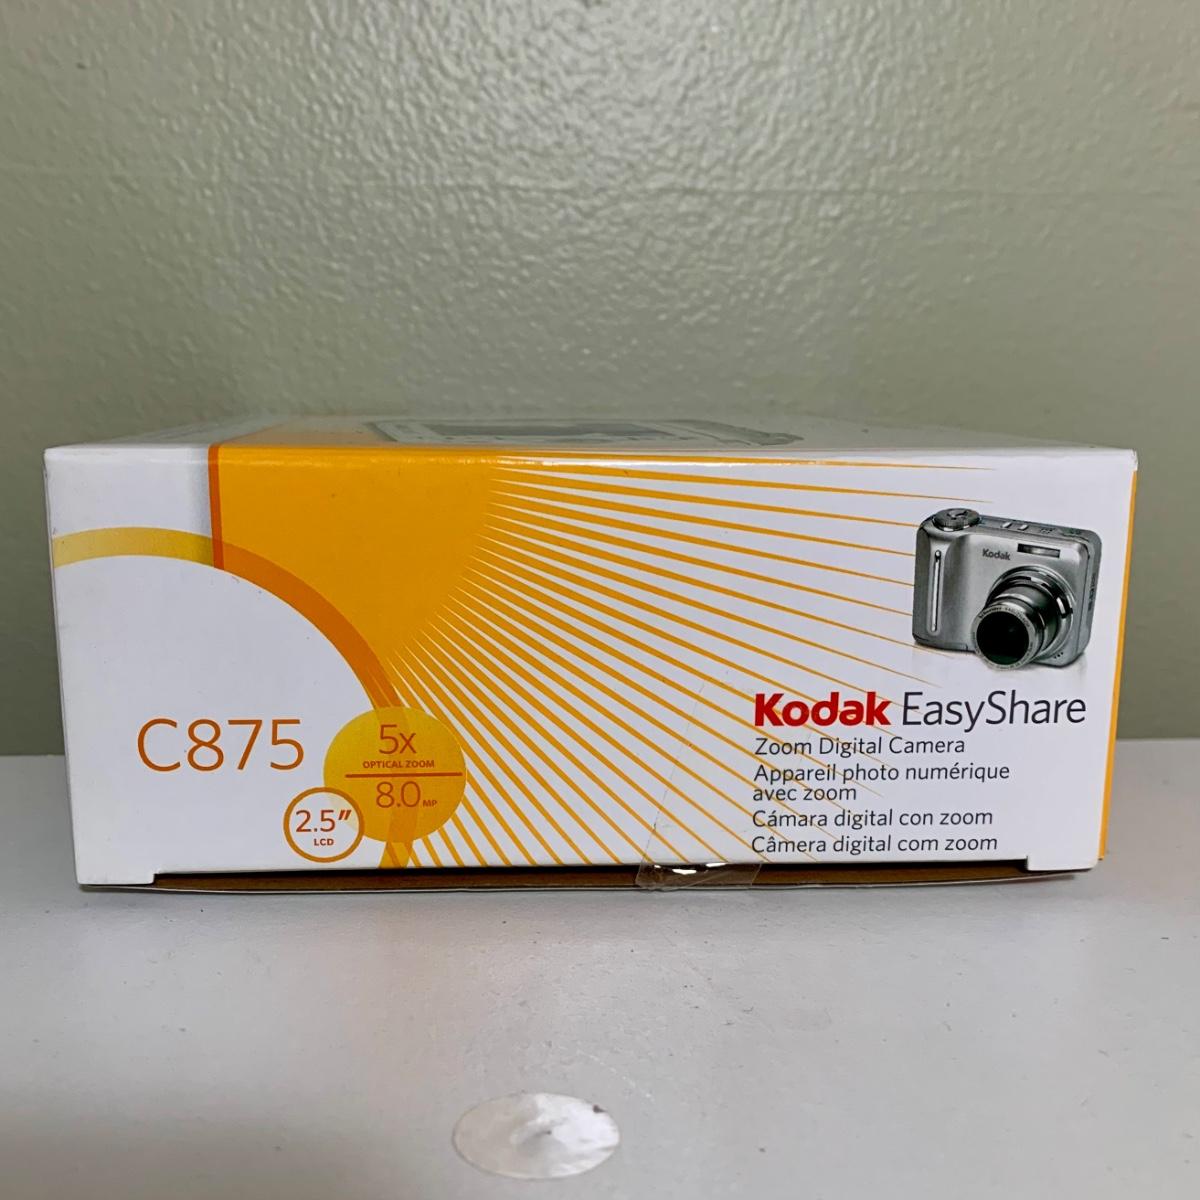 C875
5x
OPTICAL ZOOM
8.0 MP
2.5"
LCD
Kodak
Kodak EasyShare
Zoom Digital Camera
Appareil photo numérique
avec zoom
Cámara digital con zoom
Câmera digital com zoom